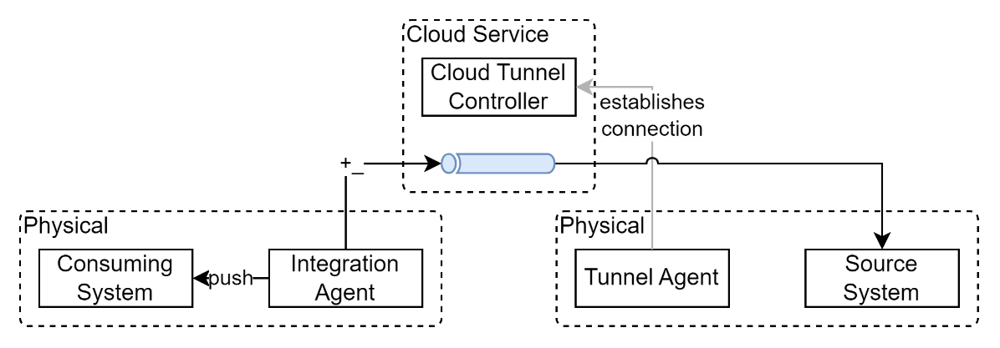 Cloud Service
Cloud Tunnel
Controller
establishes
connection
+_
Physical
Consuming
System
push
Integration
Agent
Physical
Tunnel Agent
Source
System